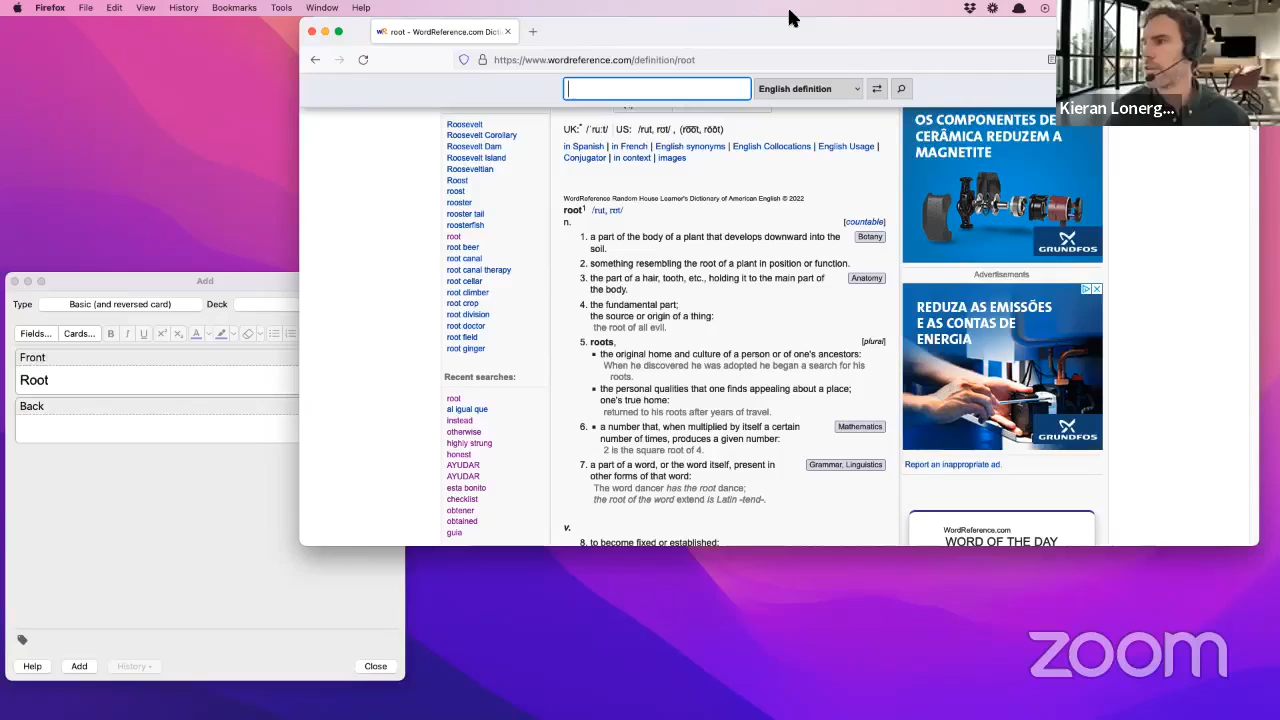 Firefox File Edit View History Bookmarks Tools Window Help
WR root - WordReference.com Dicti
https://www.wordreference.com/definition/root
English definition
Kieran Lonerg...
Roosevelt
Roosevelt Corollary
Roosevelt Dam
Roosevelt Island
Rooseveltian
Roost
roost
rooster
rooster tail
roosterfish
root
root beer
root canal
root canal therapy
root cellar
root climber
root crop
root division
root doctor
root field
root ginger
Recent searches:
root
al igual que
instead
otherwise
highly strung
honest
AYUDAR
AYUDAR
esta bonito
checklist
obtener
obtained
guia
UK:* /ˈruːt/ US: /rut, rʊt/ , (ro͞ot, ro͝ot)
in Spanish | in French | English synonyms | English Collocations | English Usage |
Conjugator | in context | images
WordReference Random House Learner's Dictionary of American English © 2022
root1 /rut, rʊt/
n. [countable]
1. a part of the body of a plant that develops downward into the Botany
soil.
2. something resembling the root of a plant in position or function.
3. the part of a hair, tooth, etc., holding it to the main part of Anatomy
the body.
4. the fundamental part;
the source or origin of a thing:
the root of all evil.
5. roots, [plural]
▪ the original home and culture of a person or of one's ancestors:
When he discovered he was adopted he began a search for his
roots.
▪ the personal qualities that one finds appealing about a place;
one's true home:
returned to his roots after years of travel.
6. ▪ a number that, when multiplied by itself a certain Mathematics
number of times, produces a given number:
2 is the square root of 4.
7. a part of a word, or the word itself, present in Grammar, Linguistics
other forms of that word:
The word dancer has the root dance;
the root of the word extend is Latin -tend-.
v.
8. to become fixed or established:
OS COMPONENTES DE
CERÂMICA REDUZEM A
MAGNETITE
GRUNDFOS
Advertisements
REDUZA AS EMISSÕES
E AS CONTAS DE
ENERGIA
GRUNDFOS
Report an inappropriate ad.
WordReference.com
WORD OF THE DAY
Add
Type Basic (and reversed card) Deck
Fields... Cards... B I U x² x₂ A
Front
Root
Back
Help Add History Close
zoom